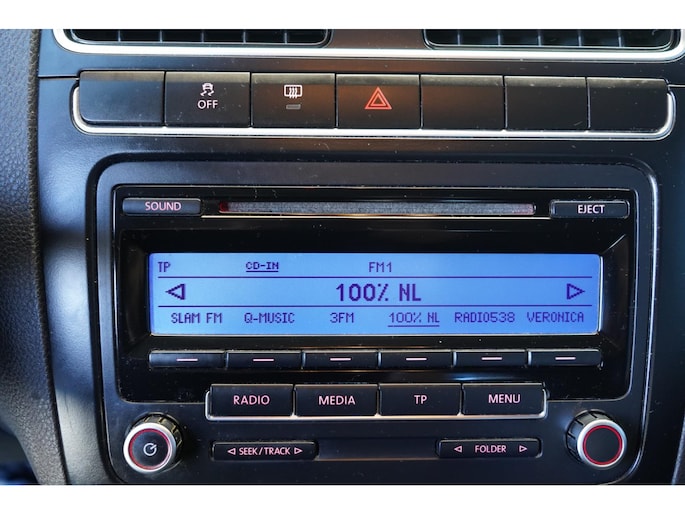 OFF
SOUND
EJECT
TP CD-IN FM1
100% NL
SLAM FM Q-MUSIC 3FM 100% NL RADIO538 VERONICA
RADIO MEDIA TP MENU
SEEK/TRACK FOLDER